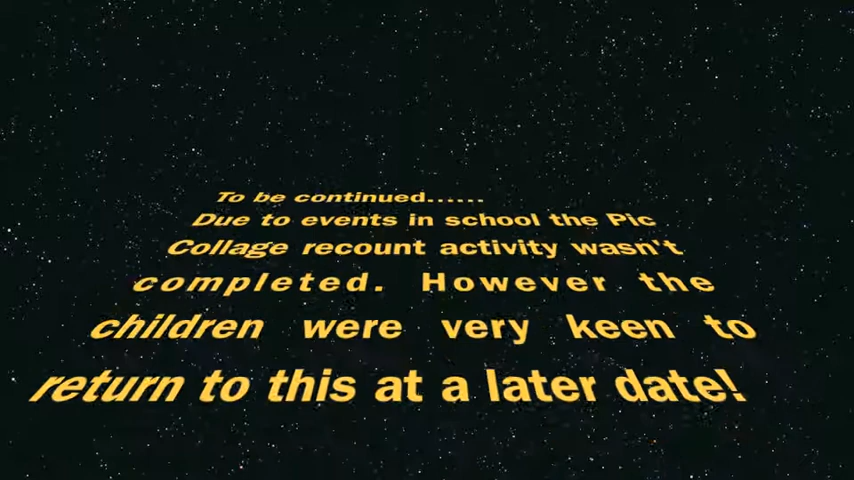 To be continued......
Due to events in school the Pic
Collage recount activity wasn't
completed. However the
children were very keen to
return to this at a later date!